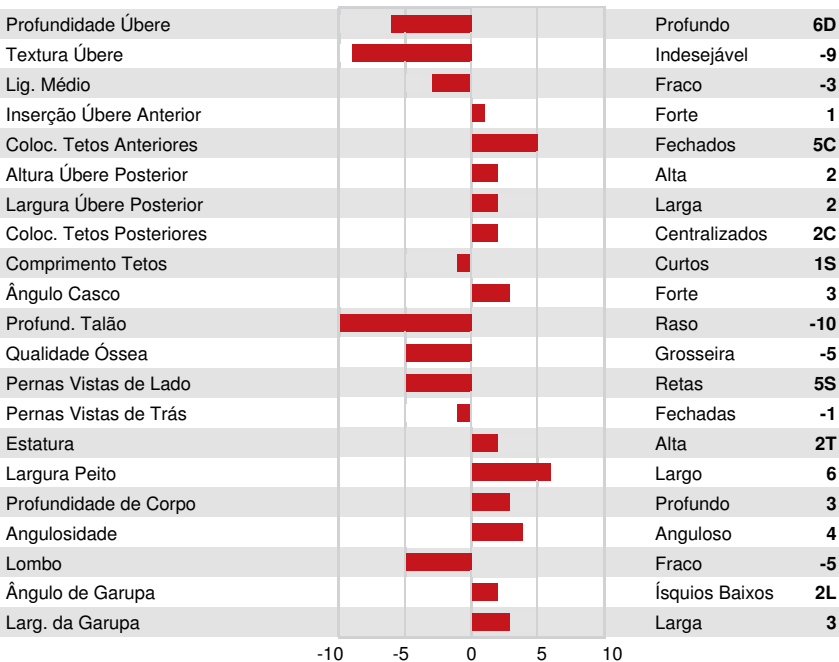 Profundidade Úbere Profundo 6D
Textura Úbere Indesejável -9
Lig. Médio Fraco -3
Inserção Úbere Anterior Forte 1
Coloc. Tetos Anteriores Fechados 5C
Altura Úbere Posterior Alta 2
Largura Úbere Posterior Larga 2
Coloc. Tetos Posteriores Centralizados 2C
Comprimento Tetos Curtos 1S
Ângulo Casco Forte 3
Profund. Talão Raso -10
Qualidade Óssea Grosseira -5
Pernas Vistas de Lado Retas 5S
Pernas Vistas de Trás Fechadas -1
Estatura Alta 2T
Largura Peito Largo 6
Profundidade de Corpo Profundo 3
Angulosidade Anguloso 4
Lombo Fraco -5
Ângulo de Garupa Ísquios Baixos 2L
Larg. da Garupa Larga 3
-10 -5 0 5 10